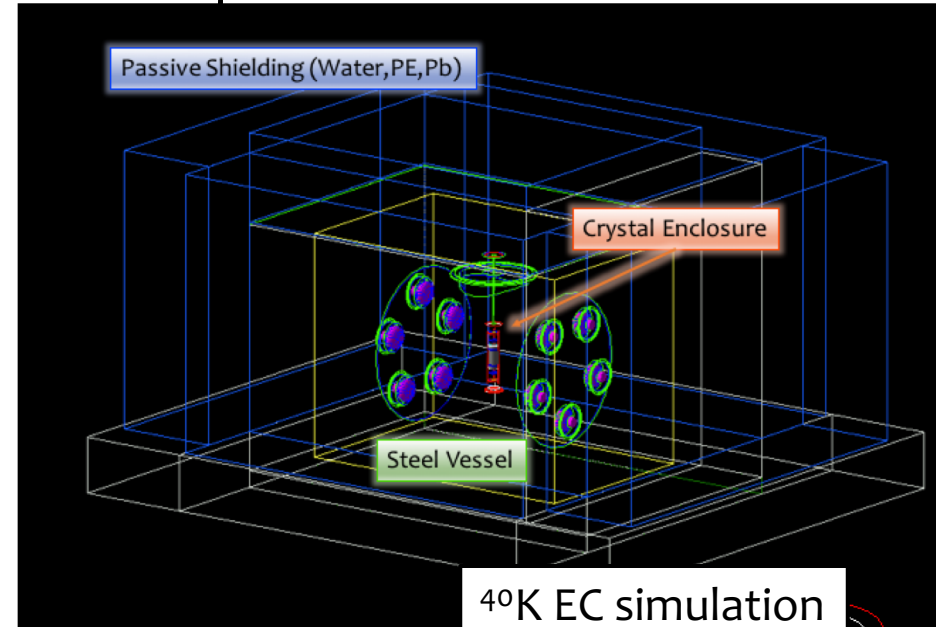 Passive Shielding (Water,PE,Pb)
Crystal Enclosure
Steel Vessel
⁴⁰K EC simulation